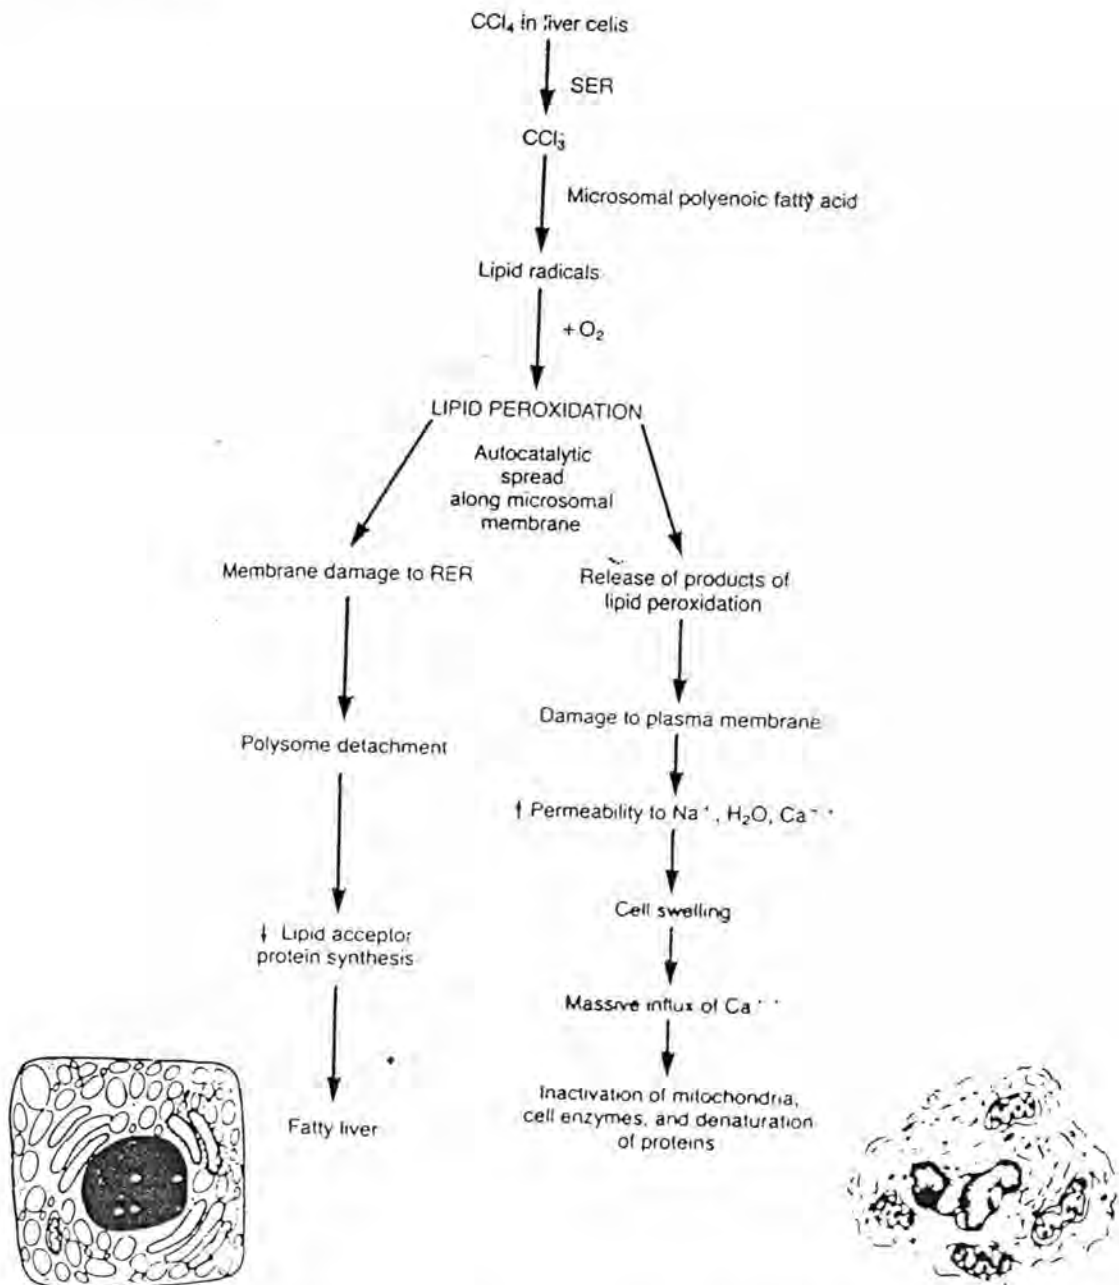 CCl₄ in liver cells
SER
CCl₃
Microsomal polyenoic fatty acid
Lipid radicals
+ O₂
LIPID PEROXIDATION
Autocatalytic
spread
along microsomal
membrane
Membrane damage to RER
Polysome detachment
↓ Lipid acceptor
protein synthesis
Fatty liver
Release of products of
lipid peroxidation
Damage to plasma membrane
↑ Permeability to Na⁺, H₂O, Ca⁺⁺
Cell swelling
Massive influx of Ca⁺⁺
Inactivation of mitochondria,
cell enzymes, and denaturation
of proteins